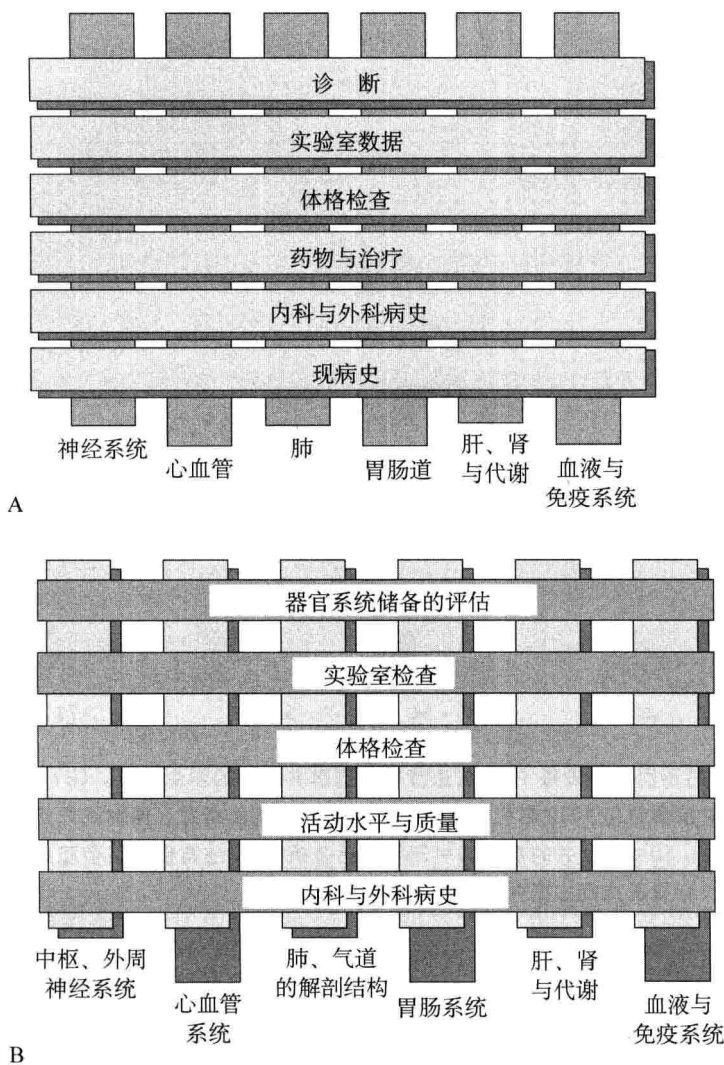 诊 断
实验室数据
体格检查
药物与治疗
内科与外科病史
现病史
神经系统
心血管
肺
胃肠道
肝、肾
与代谢
血液与
免疫系统
A
器官系统储备的评估
实验室检查
体格检查
活动水平与质量
内科与外科病史
中枢、外周
神经系统
心血管
系统
肺、气道
的解剖结构
胃肠系统
肝、肾
与代谢
血液与
免疫系统
B